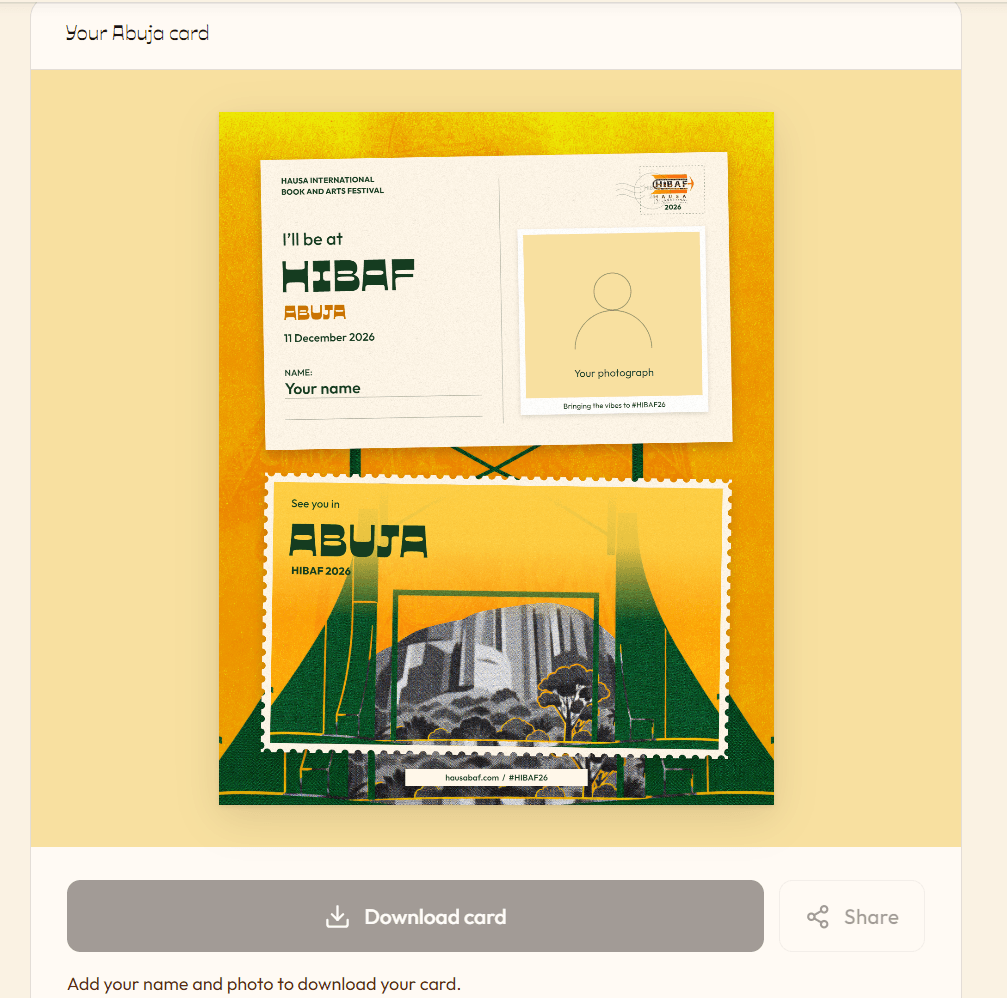 Your Abuja card
HAUSA INTERNATIONAL
BOOK AND ARTS FESTIVAL
HIBAF
HAUSA
2026
I'll be at
HIBAF
ABUJA
11 December 2026
NAME:
Your name
Your photograph
Bringing the vibes to #HIBAF26
See you in
ABUJA
HIBAF 2026
hausabaf.com / #HIBAF26
Download card
Share
Add your name and photo to download your card.